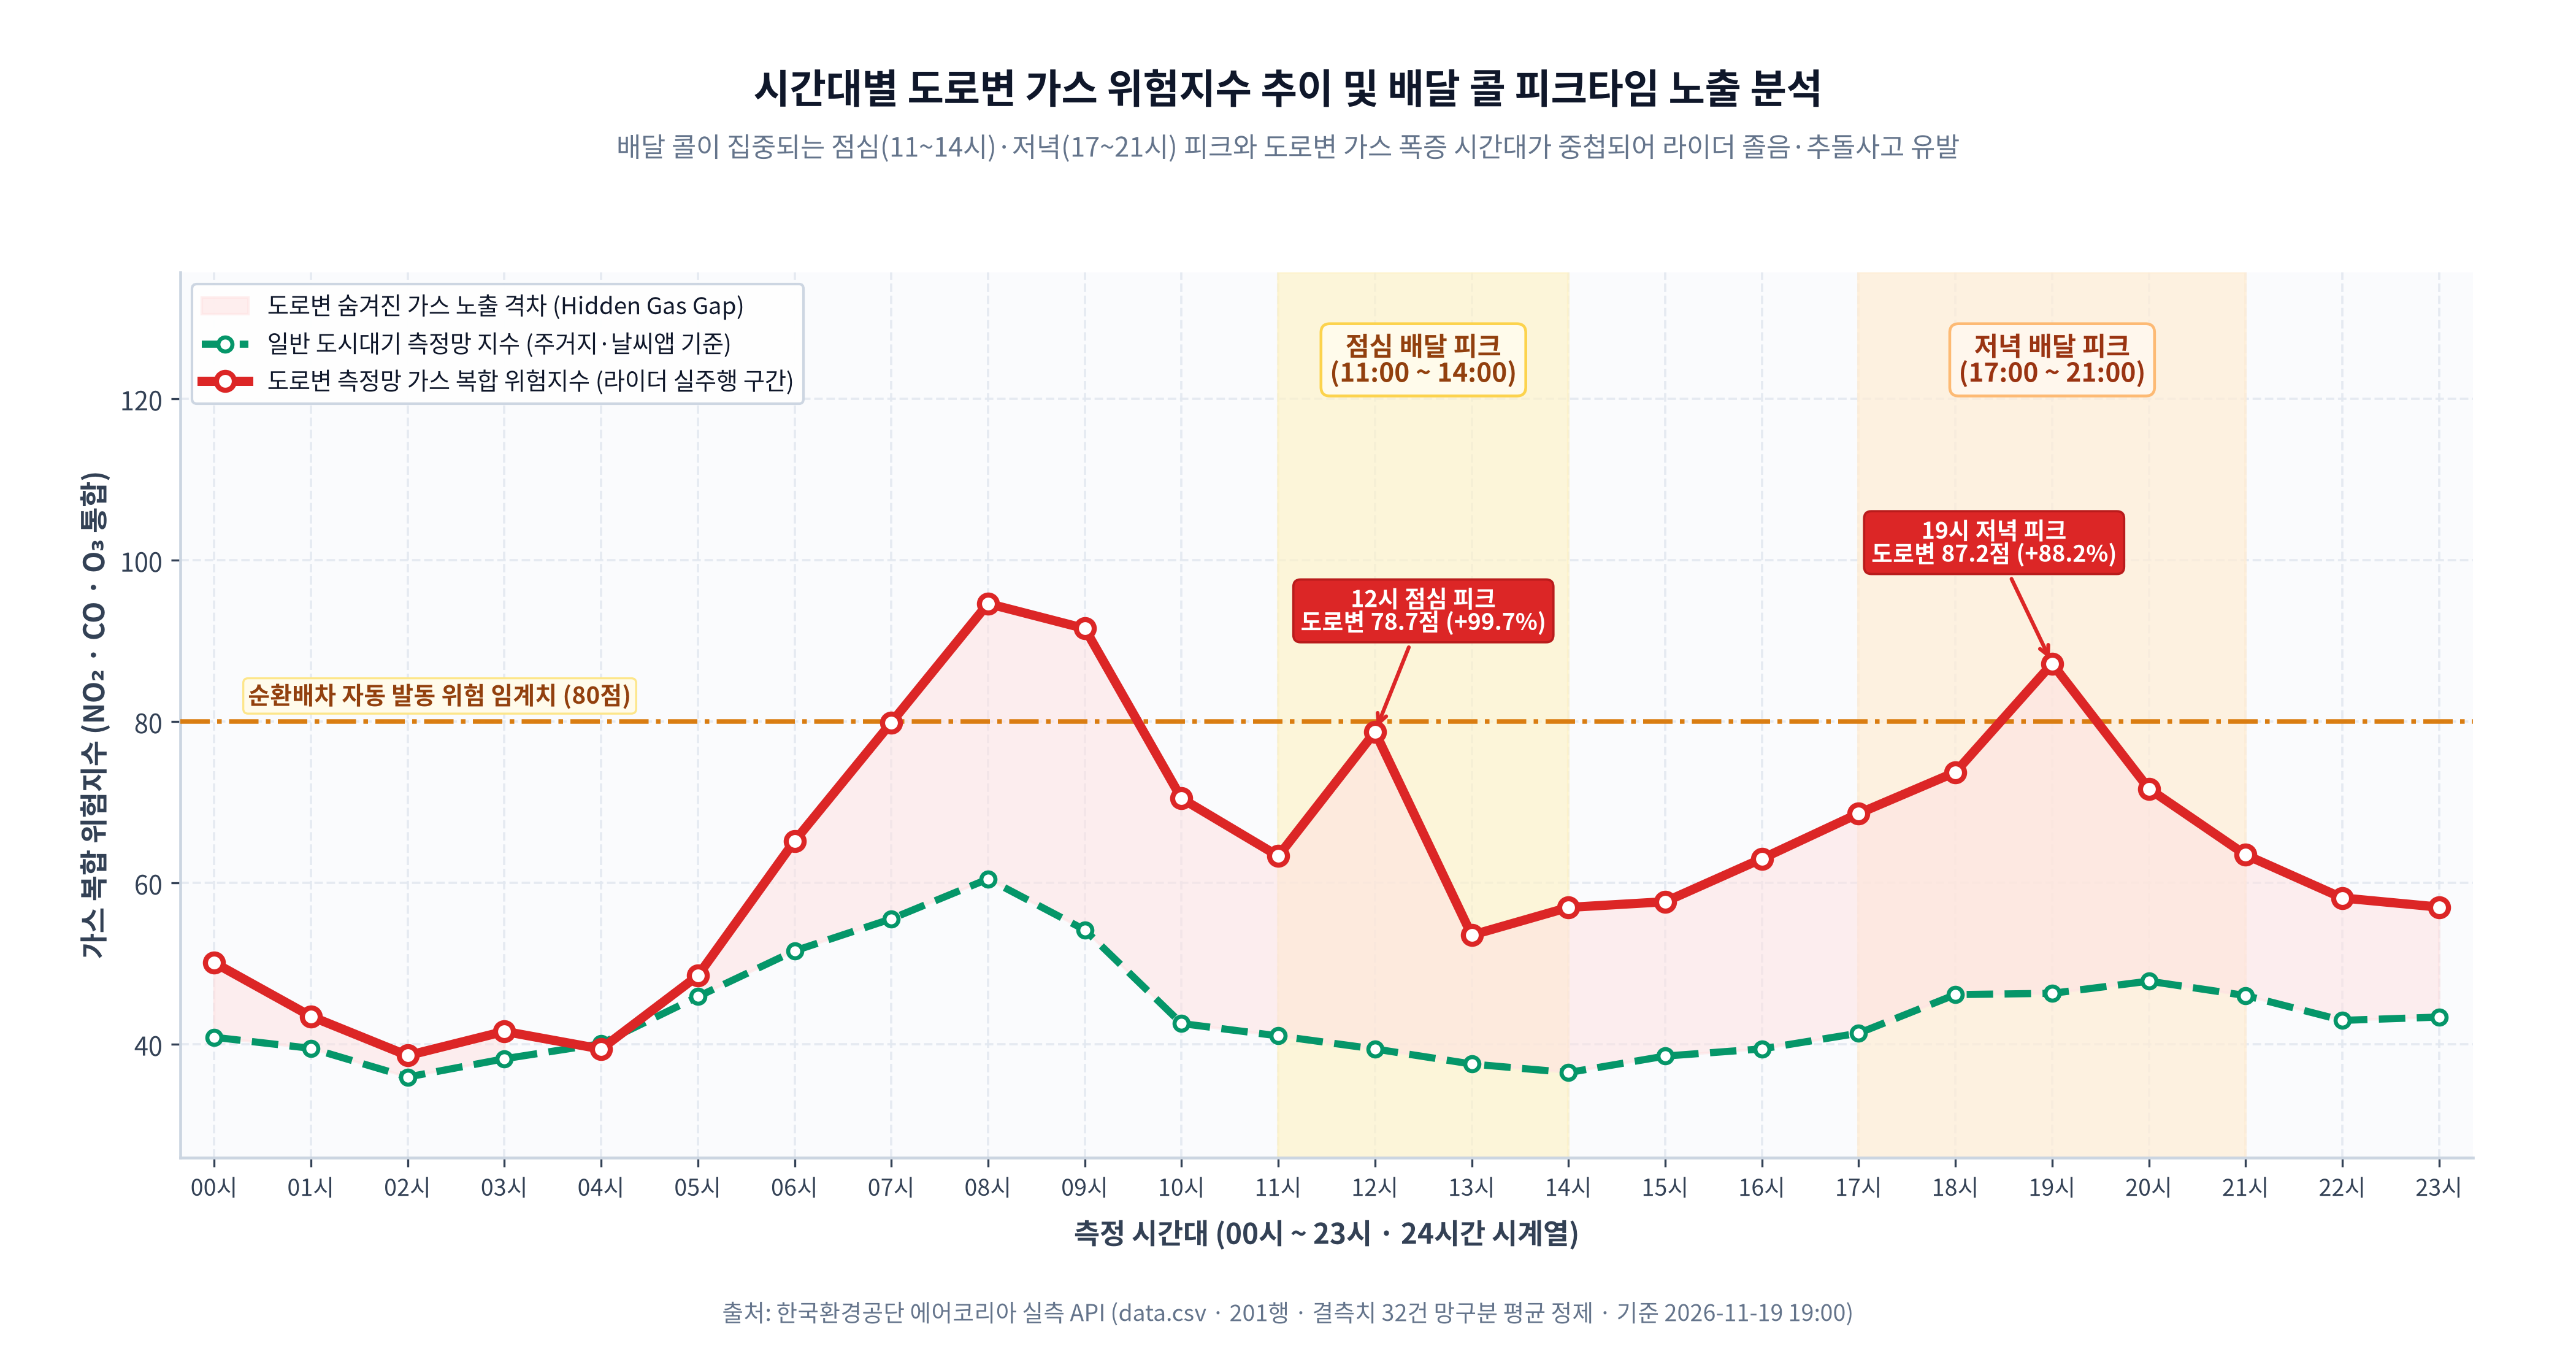 시간대별 도로변 가스 위험지수 추이 및 배달 콜 피크타임 노출 분석
배달 콜이 집중되는 점심(11~14시)·저녁(17~21시) 피크와 도로변 가스 폭증 시간대가 중첩되어 라이더 졸음·추돌사고 유발
도로변 숨겨진 가스 노출 격차 (Hidden Gas Gap)
일반 도시대기 측정망 지수 (주거지·날씨앱 기준)
도로변 측정망 가스 복합 위험지수 (라이더 실주행 구간)
점심 배달 피크
(11:00 ~ 14:00)
저녁 배달 피크
(17:00 ~ 21:00)
19시 저녁 피크
도로변 87.2점 (+88.2%)
12시 점심 피크
도로변 78.7점 (+99.7%)
순환배차 자동 발동 위험 임계치 (80점)
가스 복합 위험지수 (NO₂ · CO · O₃ 통합)
120
100
80
60
40
00시 01시 02시 03시 04시 05시 06시 07시 08시 09시 10시 11시 12시 13시 14시 15시 16시 17시 18시 19시 20시 21시 22시 23시
측정 시간대 (00시 ~ 23시 · 24시간 시계열)
출처: 한국환경공단 에어코리아 실측 API (data.csv · 201행 · 결측치 32건 망구분 평균 정제 · 기준 2026-11-19 19:00)